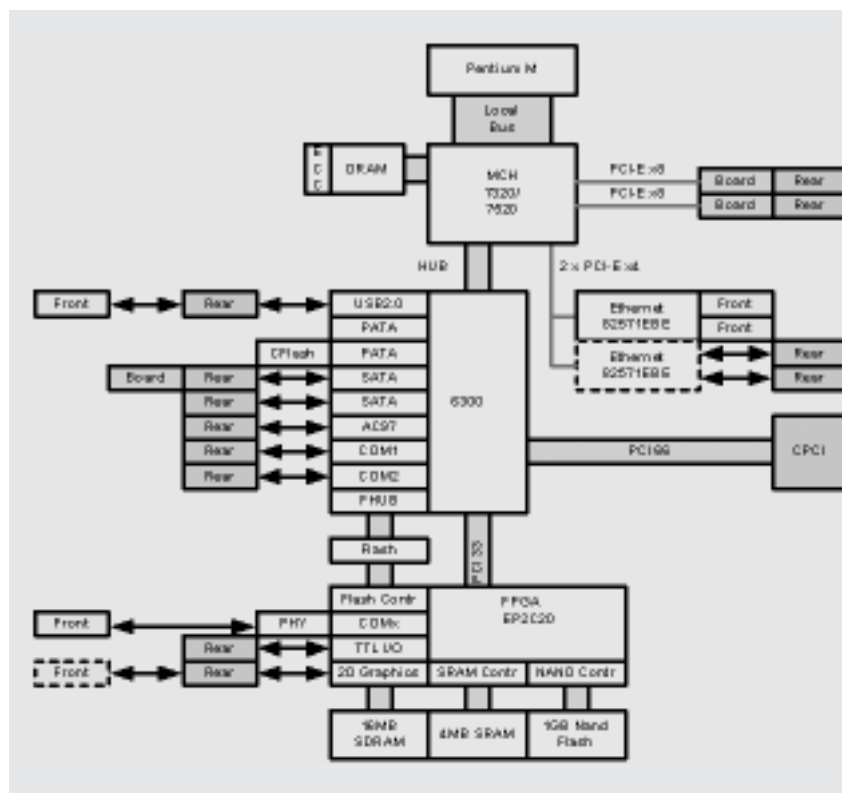 Pentium M
Local
Bus
E
C
C
DRAM
MCH
7320/
7520
PCI-E x8
Board
Rear
PCI-E x8
Board
Rear
HUB
2 x PCI-E x4
Front
Rear
USB2.0
PATA
CFlash
PATA
Board
Rear
SATA
Rear
SATA
Rear
AC97
Rear
COM1
Rear
COM2
FHUB
6300
Ethernet
82571EBE
Front
Front
Ethernet
82571EBE
Rear
Rear
PCI66
CPCI
Flash
PCI 33
Flash Contr
FPGA
EP2C20
Front
PHY
COMx
Rear
TTL I/O
Front
Rear
2D Graphics
SRAM Contr
NAND Contr
16MB
SDRAM
4MB SRAM
1GB Nand
Flash